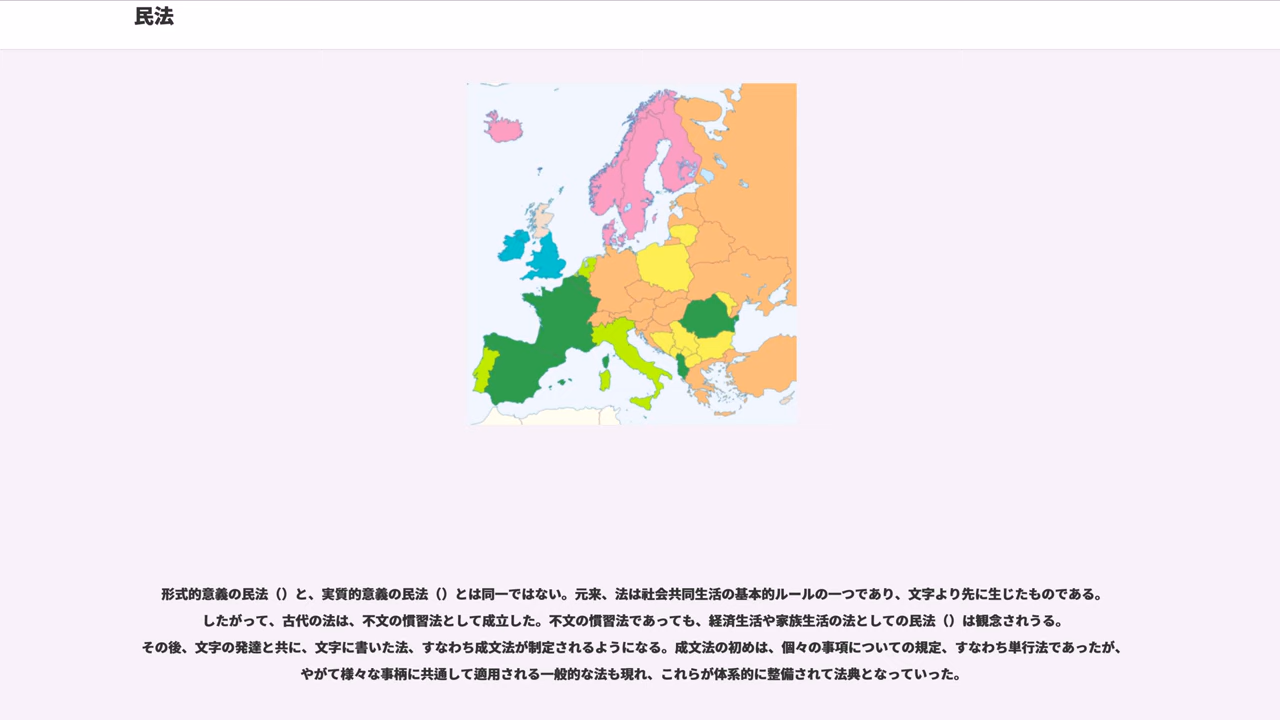 民法
形式的意義の民法（）と、実質的意義の民法（）とは同一ではない。元来、法は社会共同生活の基本的ルールの一つであり、文字より先に生じたものである。
したがって、古代の法は、不文の慣習法として成立した。不文の慣習法であっても、経済生活や家族生活の法としての民法（）は観念されうる。
その後、文字の発達と共に、文字に書いた法、すなわち成文法が制定されるようになる。成文法の初めは、個々の事項についての規定、すなわち単行法であったが、
やがて様々な事柄に共通して適用される一般的な法も現れ、これらが体系的に整備されて法典となっていった。